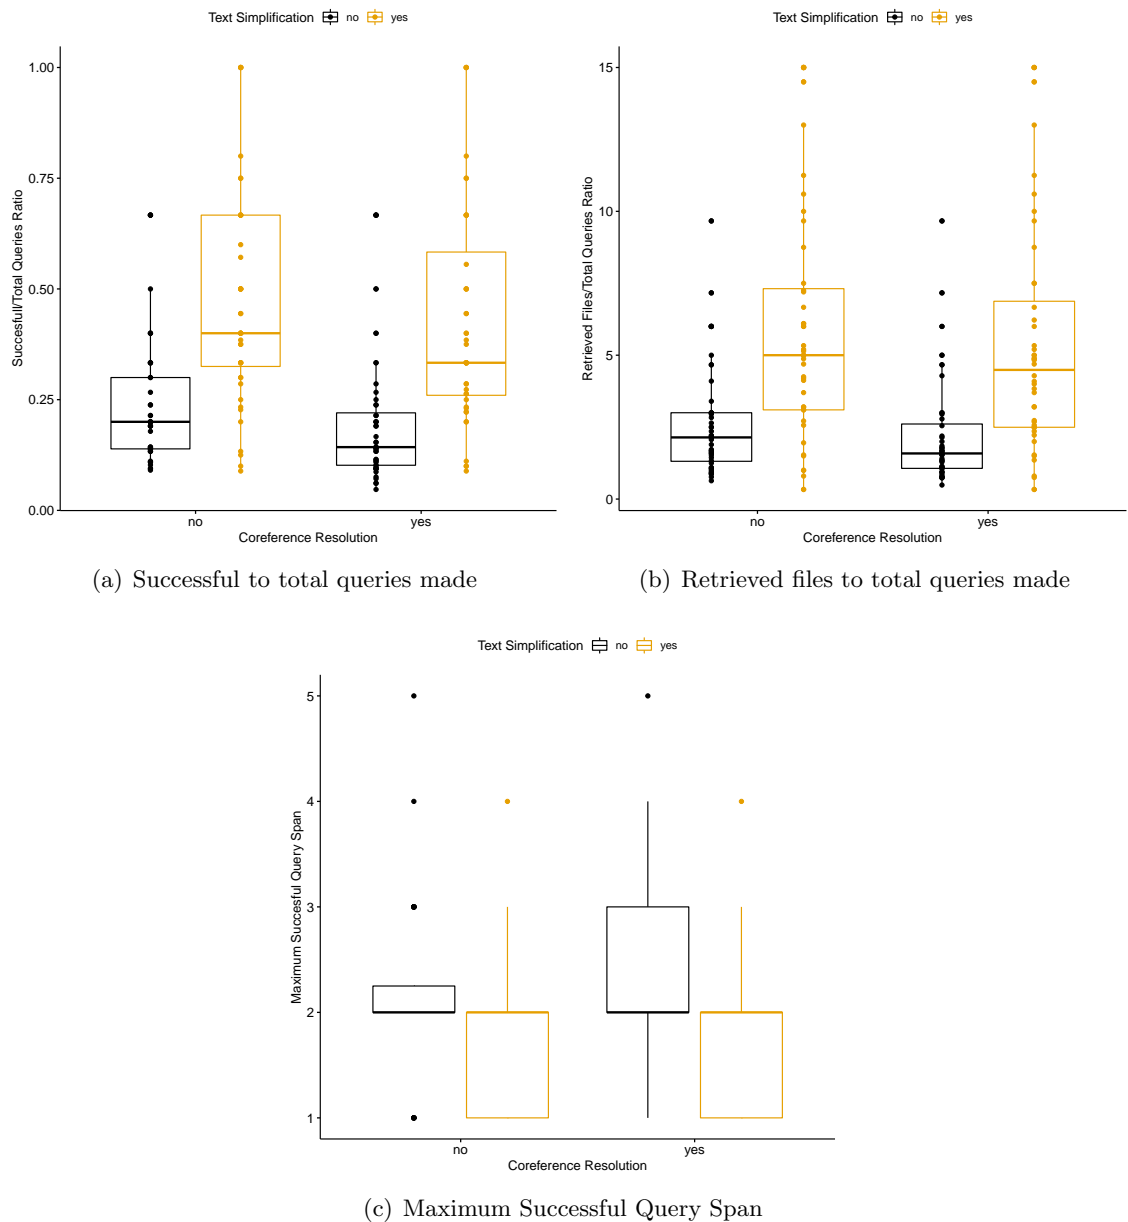 Text Simplification no yes
1.00
0.75
0.50
0.25
0.00
Succesfull/Total Queries Ratio
no yes
Coreference Resolution
(a) Successful to total queries made
Text Simplification no yes
15
10
5
0
Retrieved Files/Total Queries Ratio
no yes
Coreference Resolution
(b) Retrieved files to total queries made
Text Simplification no yes
5
4
3
2
1
Maximum Succesful Query Span
no yes
Coreference Resolution
(c) Maximum Successful Query Span